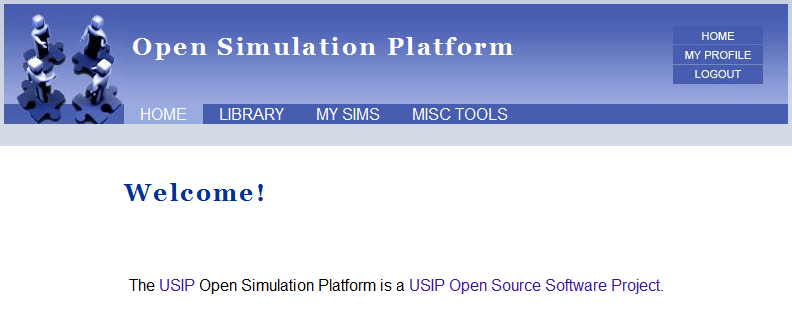 Open Simulation Platform
HOME
MY PROFILE
LOGOUT
HOME LIBRARY MY SIMS MISC TOOLS
Welcome!
The USIP Open Simulation Platform is a USIP Open Source Software Project.